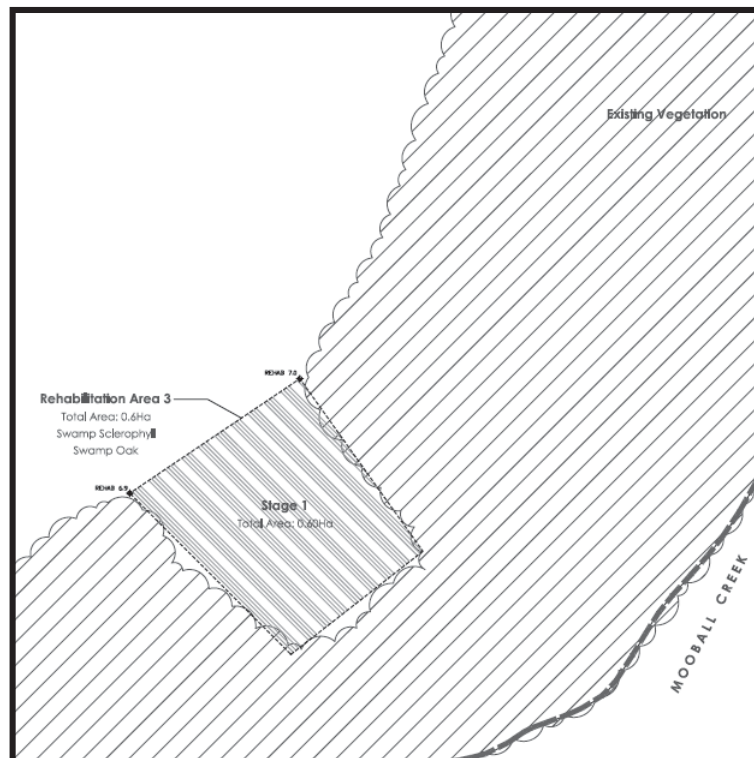 Existing Vegetation
REHAB 7.0
Rehabilitation Area 3
Total Area: 0.6Ha
Swamp Sclerophyll
Swamp Oak
REHAB 6.9
Stage 1
Total Area: 0.60Ha
MOOBALL CREEK